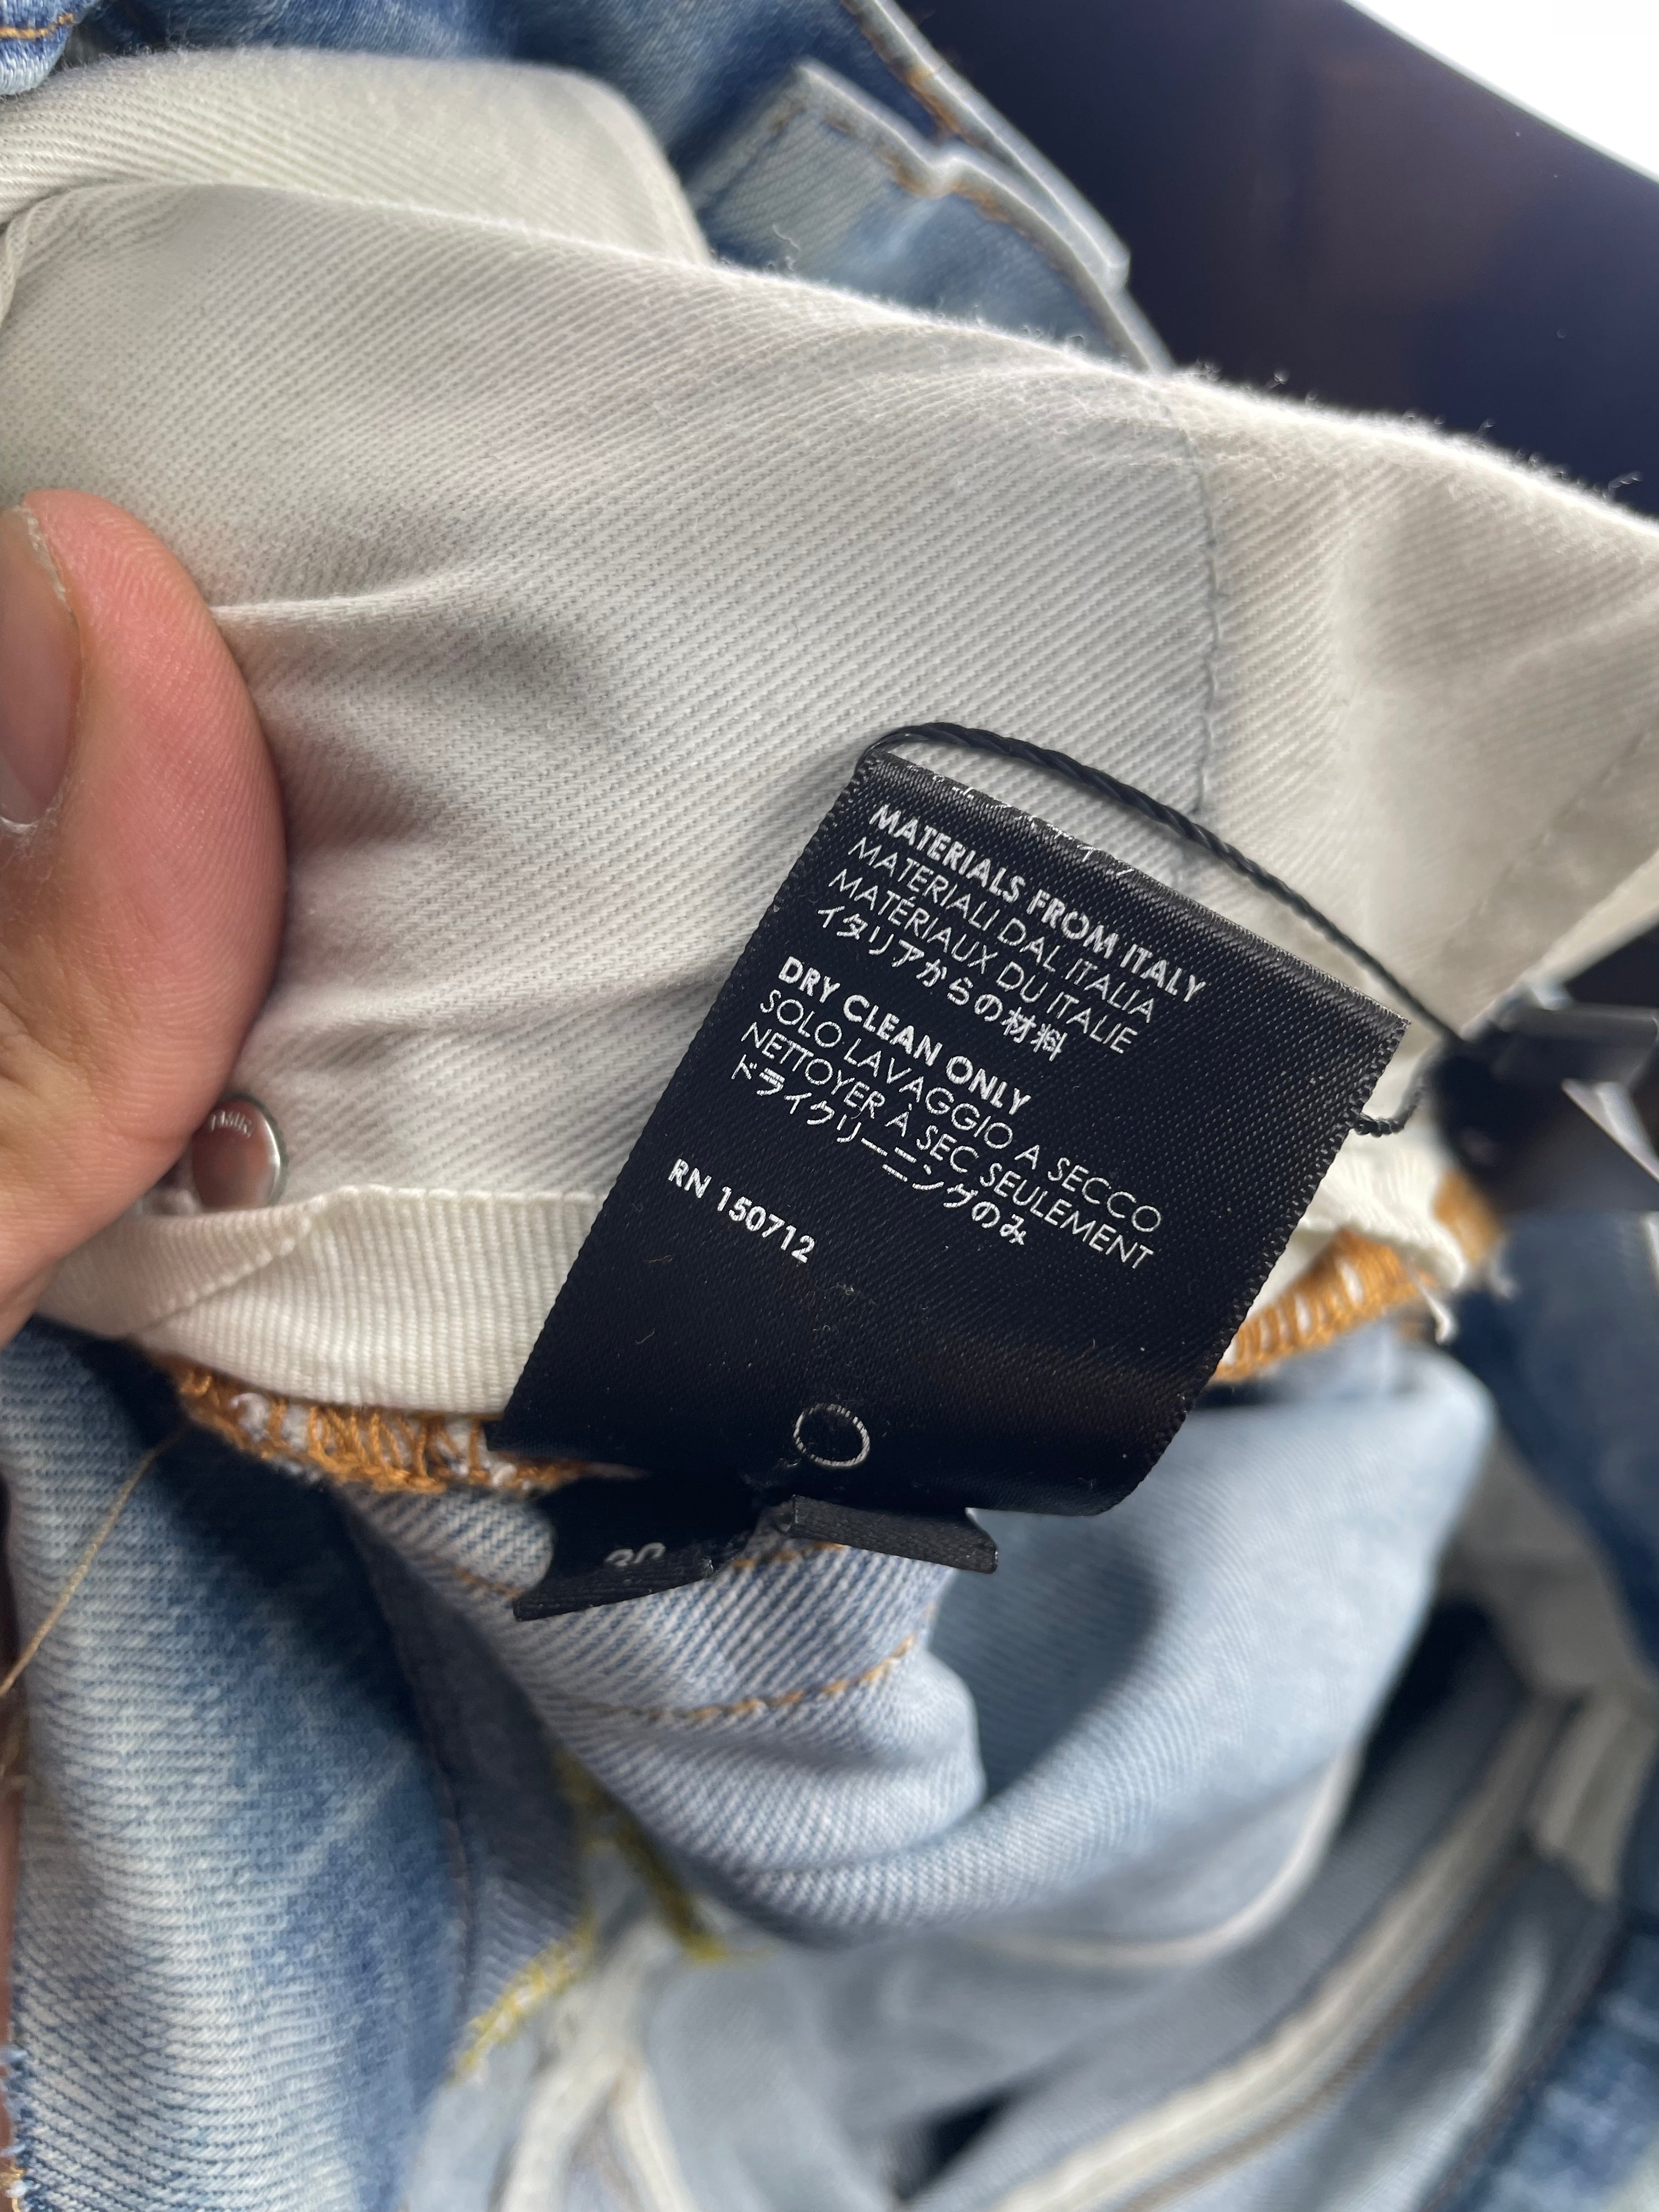 MATERIALS FROM ITALY
MATERIALI DAL ITALIA
MATÉRIAUX DU ITALIE
イタリアからの材料
DRY CLEAN ONLY
SOLO LAVAGGIO A SECCO
NETTOYER À SEC SEULEMENT
ドライクリーニングのみ
RN 150712
30